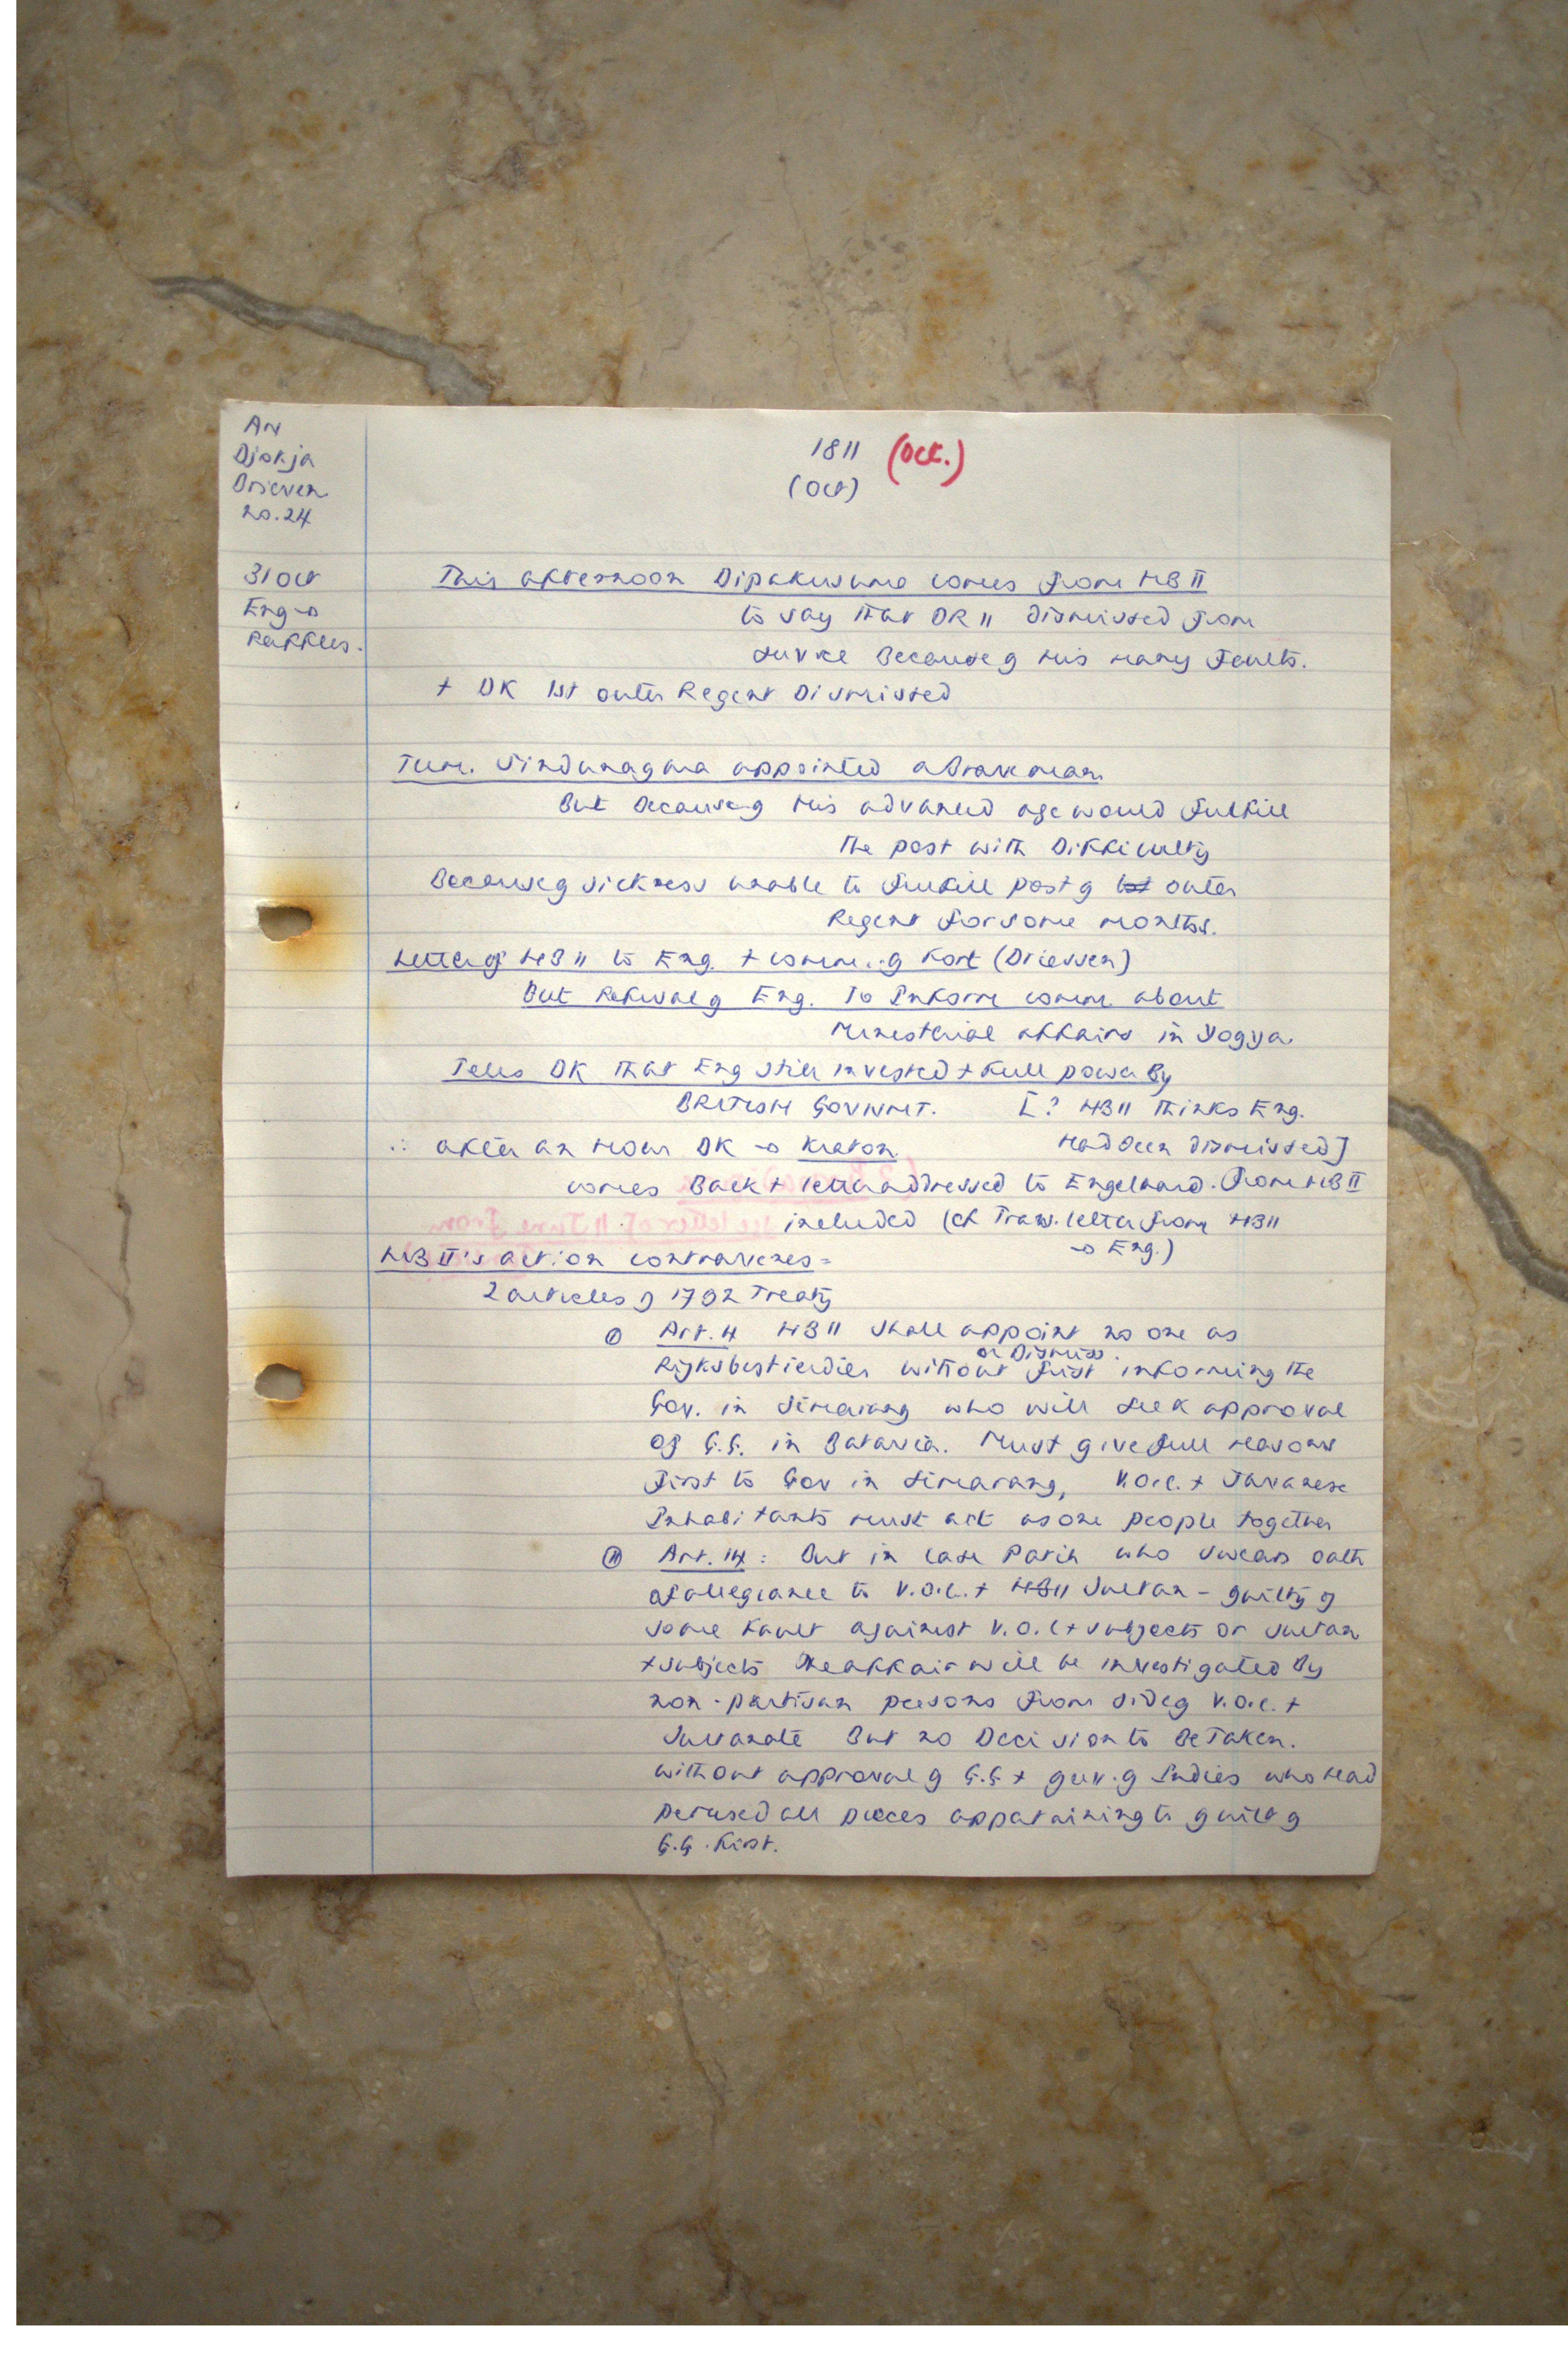 AN
Djokja
Brieven
no. 24
1811 (Oct.)
(Oct)
31 Oct
Eng →
Raffles.
This afternoon Dipakusuma comes from HB II
to say that DR II dismissed from
service because of his many faults.
+ DK 1st outer Regent dismissed
Tum. Sindunagara appointed
But because of his advanced age would fulfill
the post with difficulty
Because of sickness unable to fulfill post of 1st outer
Regent for some months.
Letter of HB II to Eng. + comm. of Fort (Driessen)
But refusal of Eng. to inform comm. about
Ministerial affairs in Yogya.
Tells DK that Eng still invested + full power by
BRITISH GOVNMT. [? HB II thinks Eng.
had been dismissed]
∴ after an hour DK → Kraton.
comes back + letter addressed to Engelhard. From HB II
included (cf Trans. letter from HB II
→ Eng.)
HB II's action contravenes =
2 articles of 1792 Treaty
① Art. 4 HB II shall appoint no one as
or Dismiss.
Rijksbestierder without first informing the
Gov. in Semarang who will seek approval
of G.G. in Batavia. Must give full reasons
first to Gov in Semarang, V.O.C. + Javanese
Inhabitants must act as one people together
② Art. 14: But in case Patih who swears oath
of allegiance to V.O.C. + HB II Sultan - guilty of
some fault against V.O.C + subjects or Sultan
+ subjects the affair will be investigated by
non-partisan persons from side of V.O.C. +
Sultanate But no Decision to be taken.
without approval of G.G + guv. of Indies who head
perused all pieces appertaining to guilt of
G.G. first.